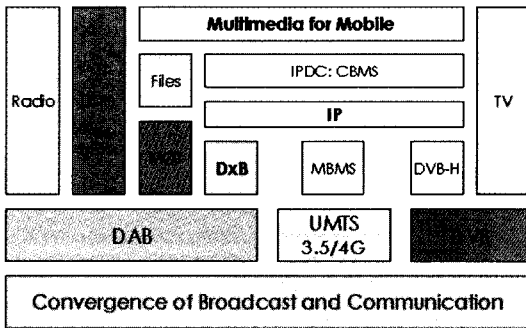 Multimedia for Mobile
Radio
Files
IPDC: CBMS
TV
IP
DxB
MBMS
DVB-H
DAB
UMTS
3.5/4G
Convergence of Broadcast and Communication